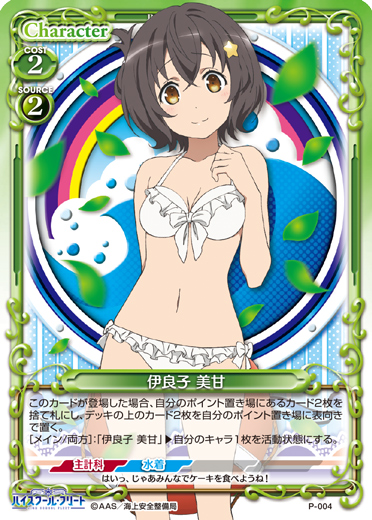 Character
COST
2
SOURCE
2
伊良子 美甘
このカードが登場した場合、自分のポイント置き場にあるカード2枚を
捨て札にし、デッキの上のカード2枚を自分のポイント置き場に表向き
で置く。
[メイン/両方]:「伊良子 美甘」▶自分のキャラ1枚を活動状態にする。
主計科 水着
はいっ、じゃあみんなでケーキを食べようね!
ハイスクール・フリート
©AAS/海上安全整備局
P-004